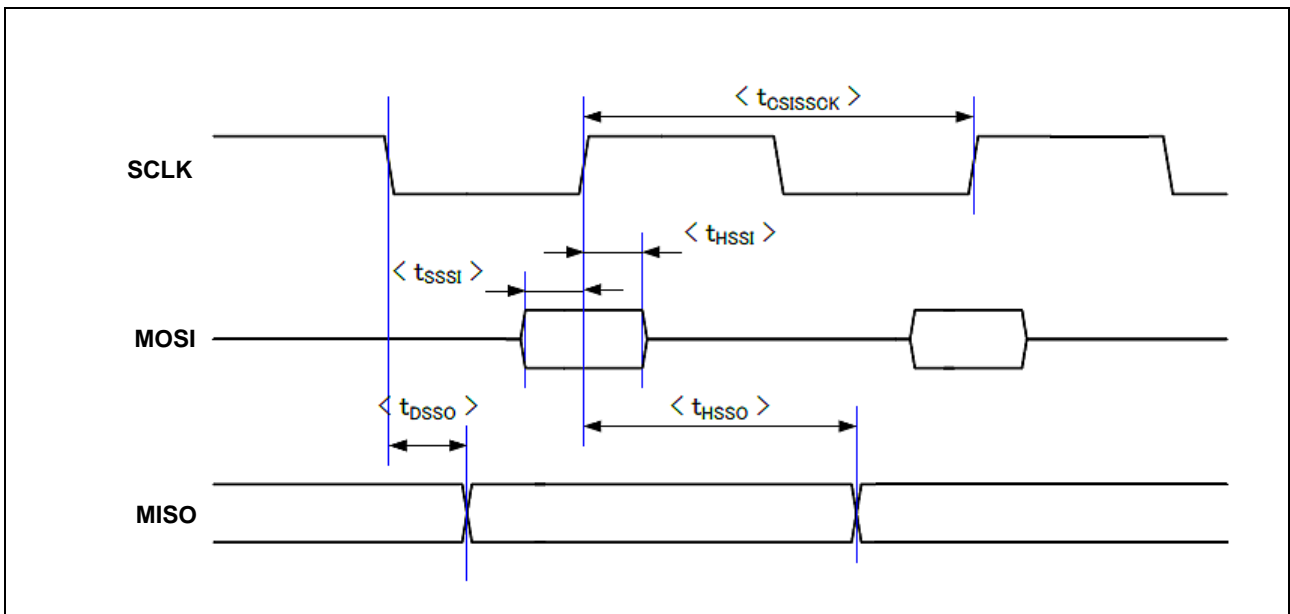 < tCSISSCK >
SCLK
< tHSSI >
< tSSSI >
MOSI
< tDSSO >
< tHSSO >
MISO